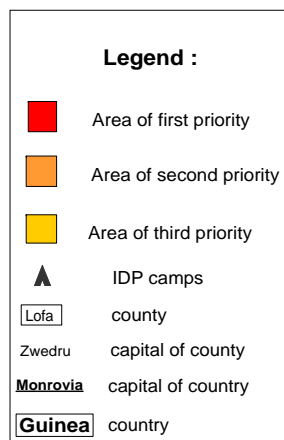 Legend :
Area of first priority
Area of second priority
Area of third priority
IDP camps
Lofa county
Zwedru capital of county
Monrovia capital of country
Guinea country